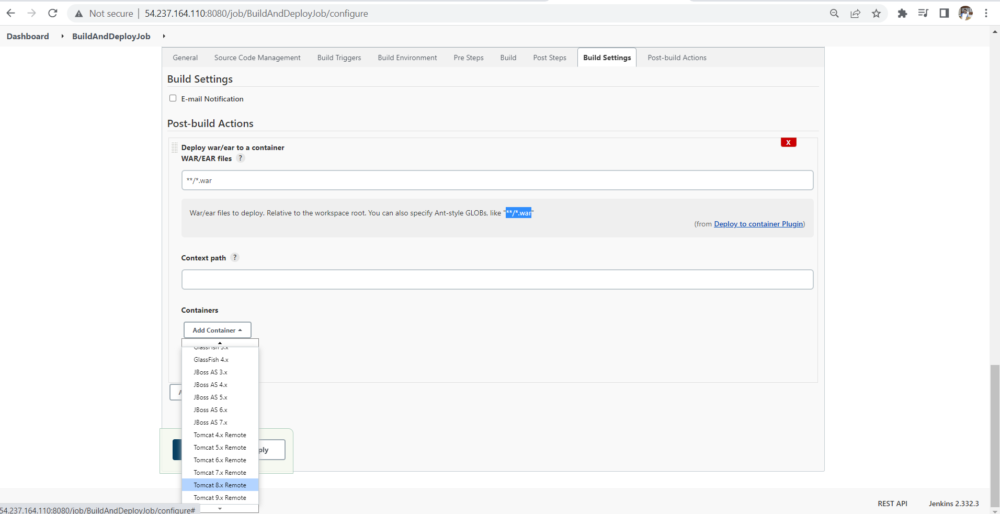 Not secure | 54.237.164.110:8080/job/BuildAndDeployJob/configure
Dashboard BuildAndDeployJob
General Source Code Management Build Triggers Build Environment Pre Steps Build Post Steps Build Settings Post-build Actions
Build Settings
E-mail Notification
Post-build Actions
X
Deploy war/ear to a container
WAR/EAR files ?
**/*.war
War/ear files to deploy. Relative to the workspace root. You can also specify Ant-style GLOBs, like "**/*.war"
(from Deploy to container Plugin)
Context path ?
Containers
Add Container
GlassFish 3.x
GlassFish 4.x
JBoss AS 3.x
JBoss AS 4.x
JBoss AS 5.x
JBoss AS 6.x
JBoss AS 7.x
Tomcat 4.x Remote
Tomcat 5.x Remote
ply
Tomcat 6.x Remote
Tomcat 7.x Remote
Tomcat 8.x Remote
Tomcat 9.x Remote
REST API Jenkins 2.332.3
54.237.164.110:8080/job/BuildAndDeployJob/configure#